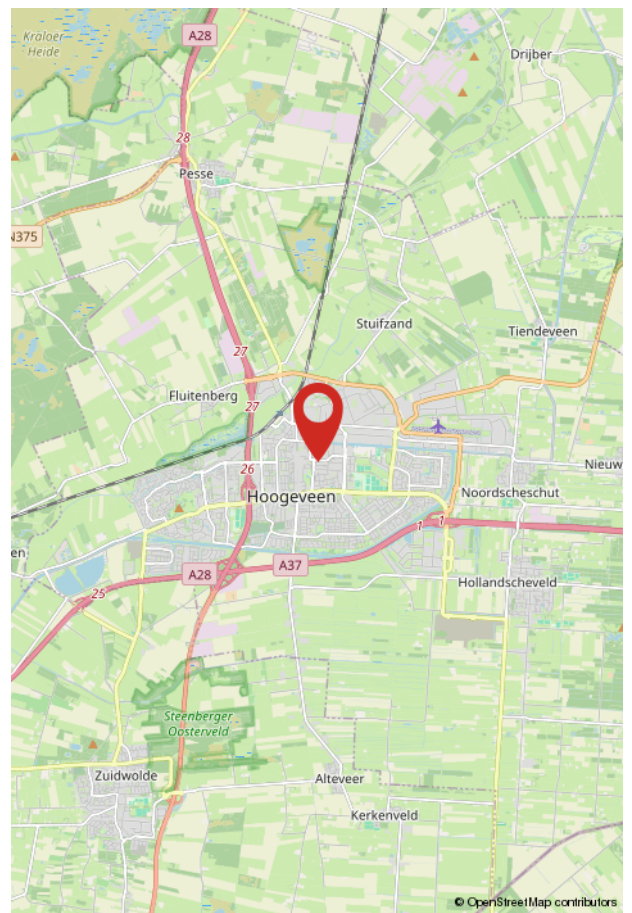 Kraloer
Heide
A28
Drijber
28
Pesse
N375
Stuifzand
27
Tiendeveen
Fluitenberg
27
26
Nieuw
Hoogeveen
Noordscheschut
1
1
en
A28
A37
Hollandscheveld
25
Steenberger
Oosterveld
Zuidwolde
Alteveer
Kerkenveld
© OpenStreetMap contributors